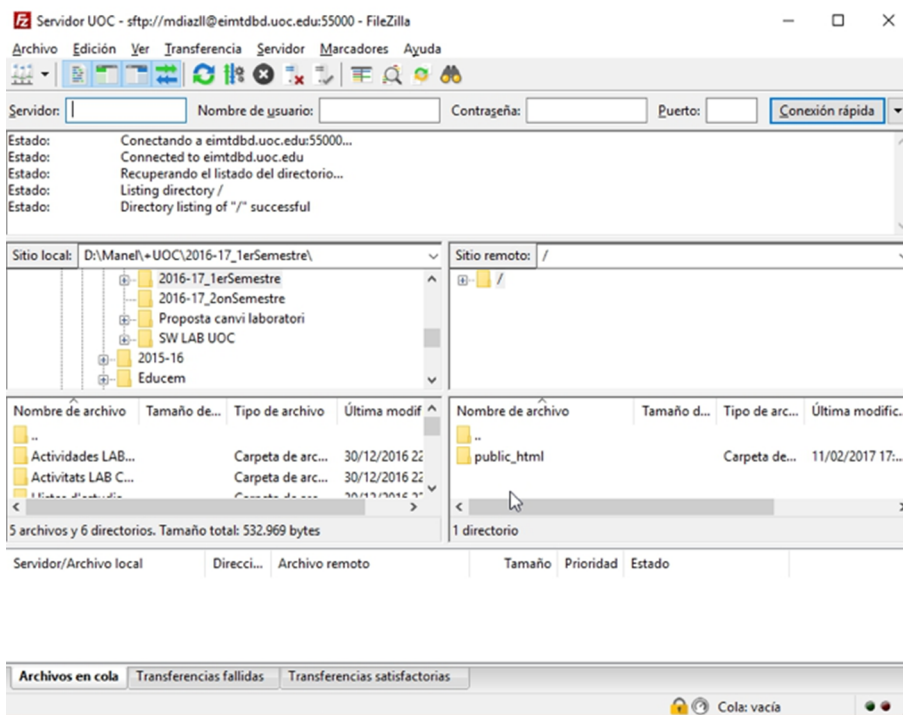 Servidor UOC - sftp://mdiazll@eimtdbd.uoc.edu:55000 - FileZilla
Archivo Edición Ver Transferencia Servidor Marcadores Ayuda
Servidor: Nombre de usuario: Contraseña: Puerto: Conexión rápida
Estado: Conectando a eimtdbd.uoc.edu:55000...
Estado: Connected to eimtdbd.uoc.edu
Estado: Recuperando el listado del directorio...
Estado: Listing directory /
Estado: Directory listing of "/" successful
Sitio local: D:\Manel\+UOC\2016-17_1erSemestre\
2016-17_1erSemestre
2016-17_2onSemestre
Proposta canvi laboratori
SW LAB UOC
2015-16
Educem
Sitio remoto: /
/
Nombre de archivo Tamaño de... Tipo de archivo Última modif
..
Actividades LAB... Carpeta de arc... 30/12/2016 22
Activitats LAB C... Carpeta de arc... 30/12/2016 22
5 archivos y 6 directorios. Tamaño total: 532.969 bytes
Nombre de archivo Tamaño d... Tipo de arc... Última modific...
..
public_html Carpeta de... 11/02/2017 17:...
1 directorio
Servidor/Archivo local Direcci... Archivo remoto Tamaño Prioridad Estado
Archivos en cola Transferencias fallidas Transferencias satisfactorias
Cola: vacía